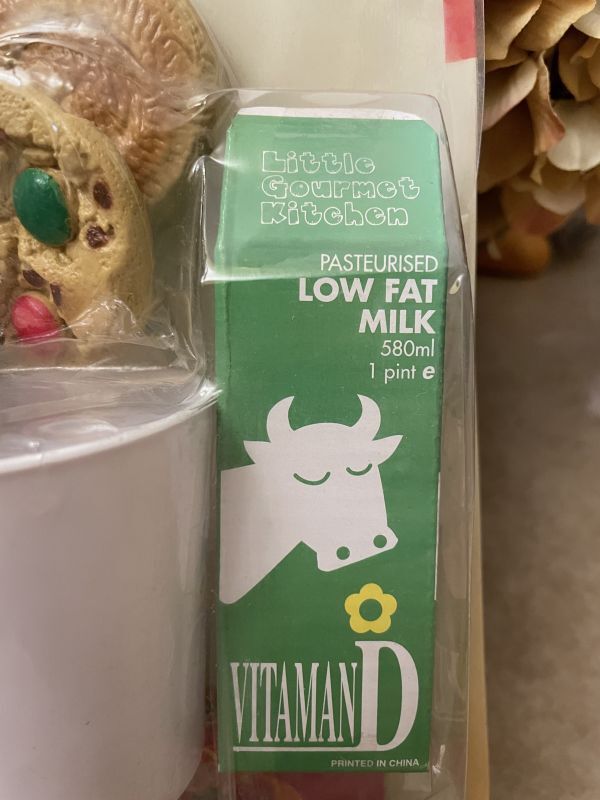 Little
Gourmet
Kitchen
PASTEURISED
LOW FAT
MILK
580ml
1 pint e
VITAMAN D
PRINTED IN CHINA